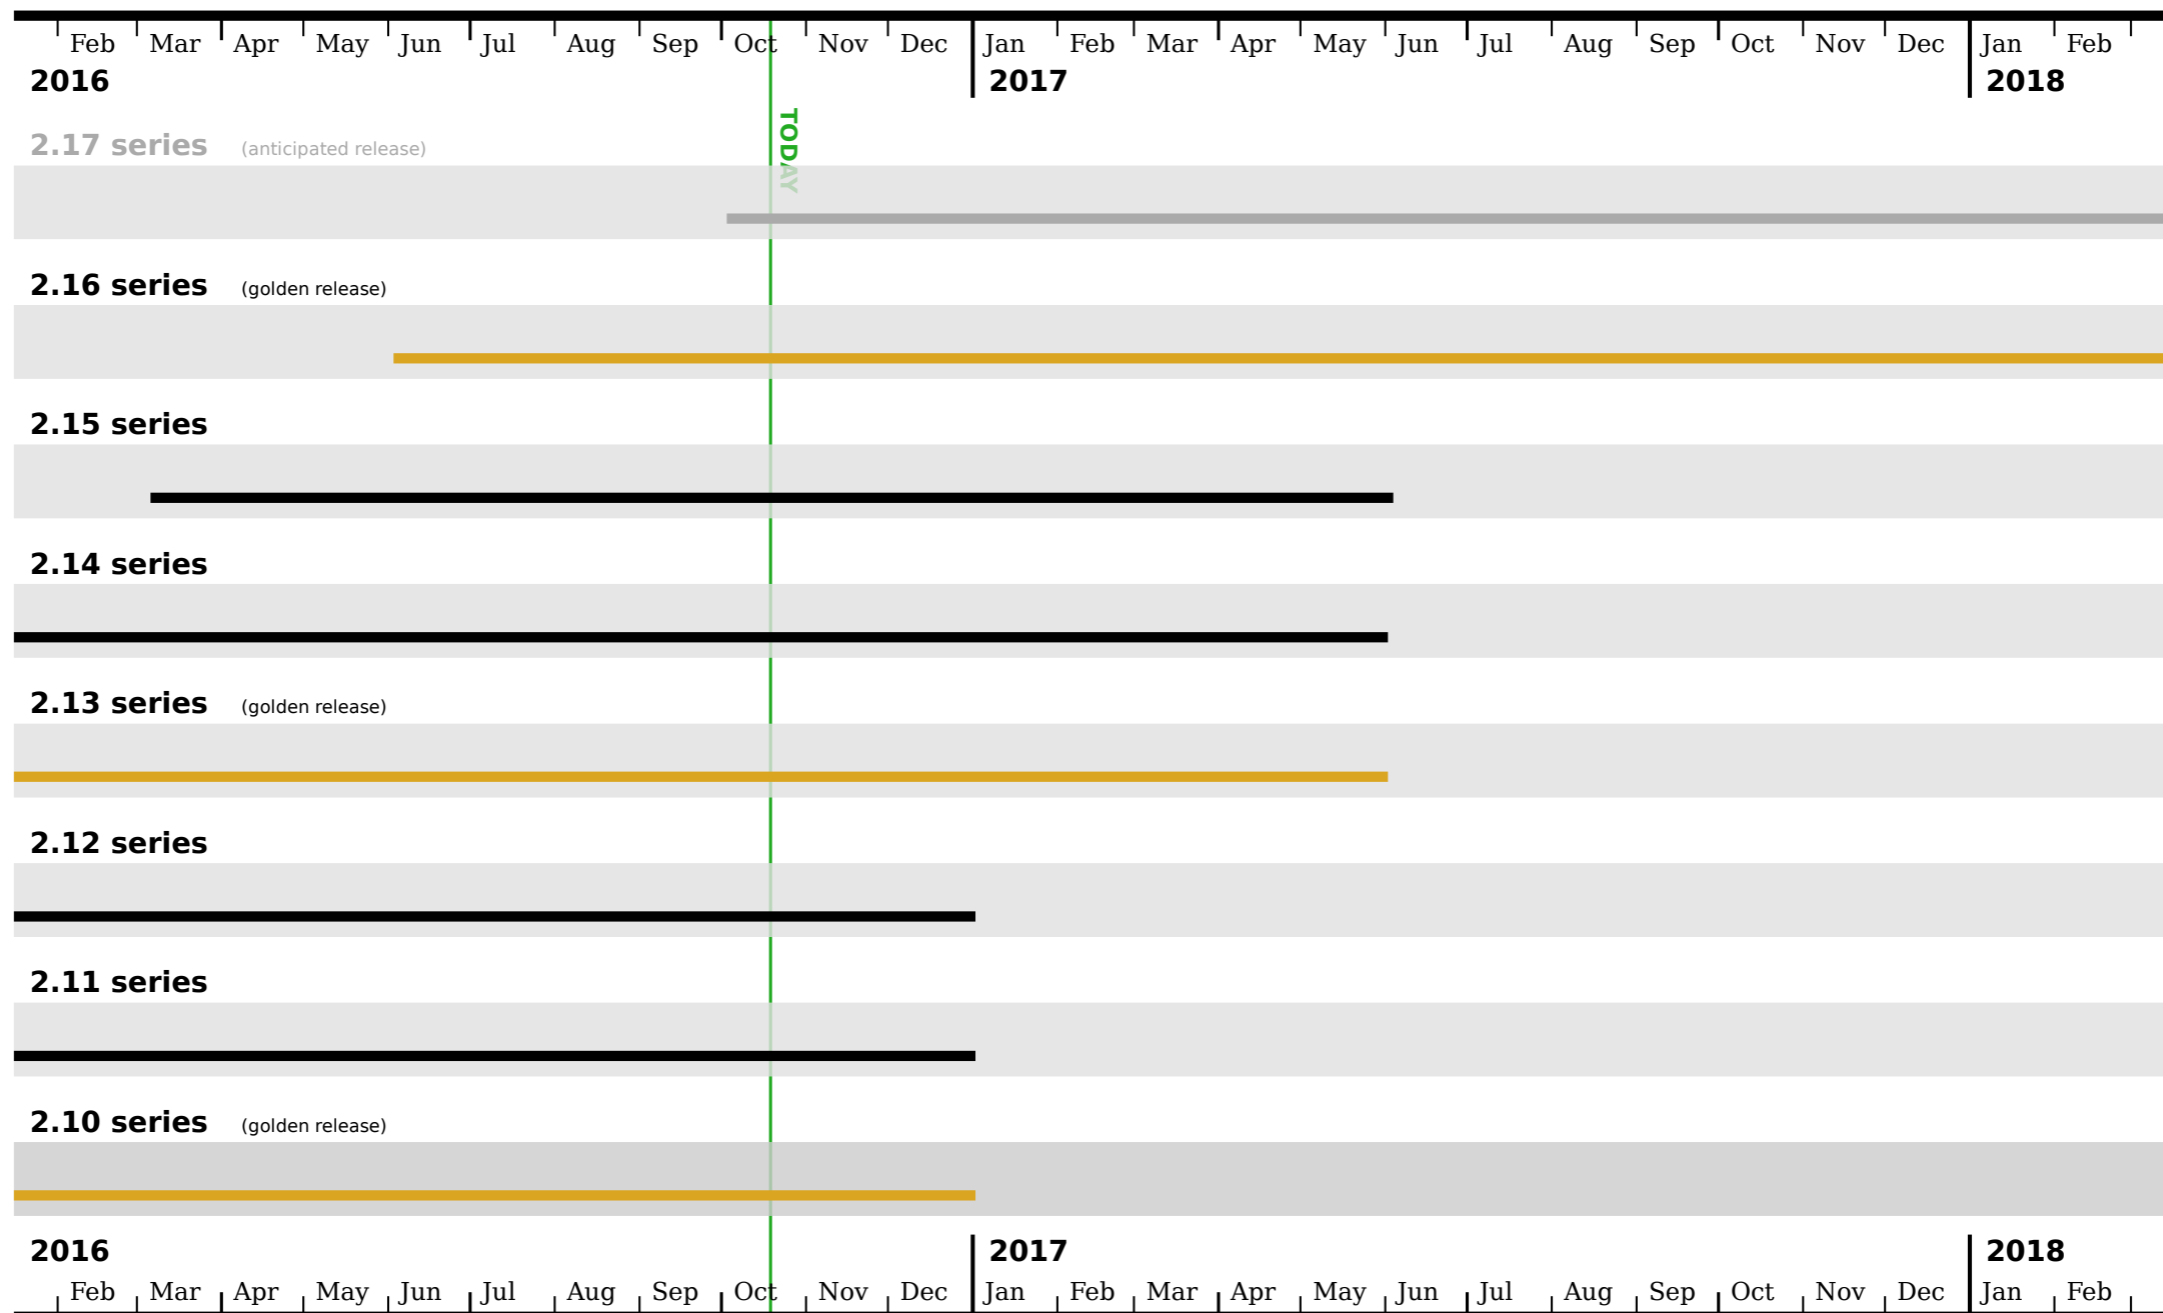 Feb Mar Apr May Jun Jul Aug Sep Oct Nov Dec Jan Feb Mar Apr May Jun Jul Aug Sep Oct Nov Dec Jan Feb
2016 2017 2018
TODAY
2.17 series (anticipated release)
2.16 series (golden release)
2.15 series
2.14 series
2.13 series (golden release)
2.12 series
2.11 series
2.10 series (golden release)
2016 2017 2018
Feb Mar Apr May Jun Jul Aug Sep Oct Nov Dec Jan Feb Mar Apr May Jun Jul Aug Sep Oct Nov Dec Jan Feb